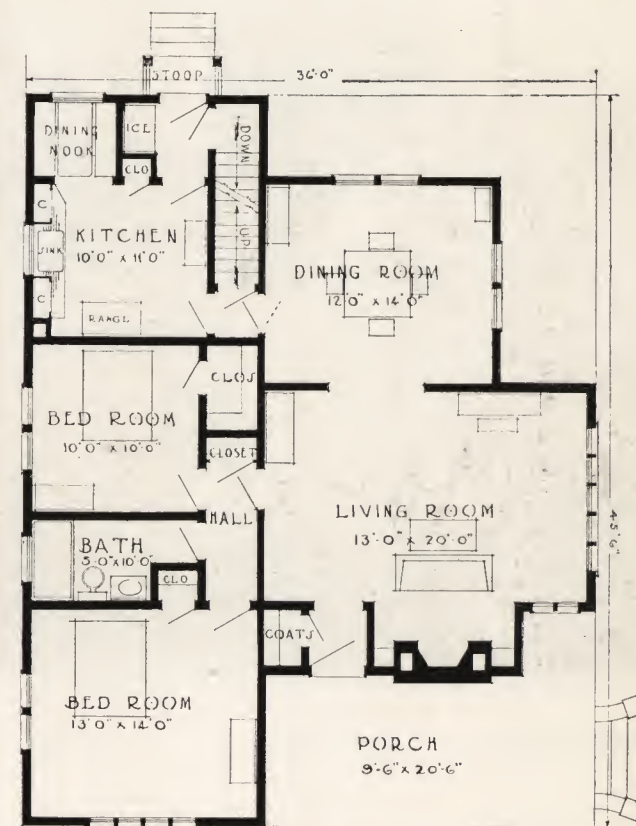 STOOP
36'-0"
DINING
NOOK
ICE
DOWN
CLO
C
KITCHEN
10'0" x 11'0"
SINK
UP
C
RANGE
DINING ROOM
12'0" x 14'0"
CLOS
BED ROOM
10'0" x 10'0"
CLOSET
HALL
LIVING ROOM
13'-0" x 20'-0"
45'6"
BATH
5'0"x10'0"
CLO
COATS
BED ROOM
13'0" x 14'0"
PORCH
9'-6" x 20'-6"